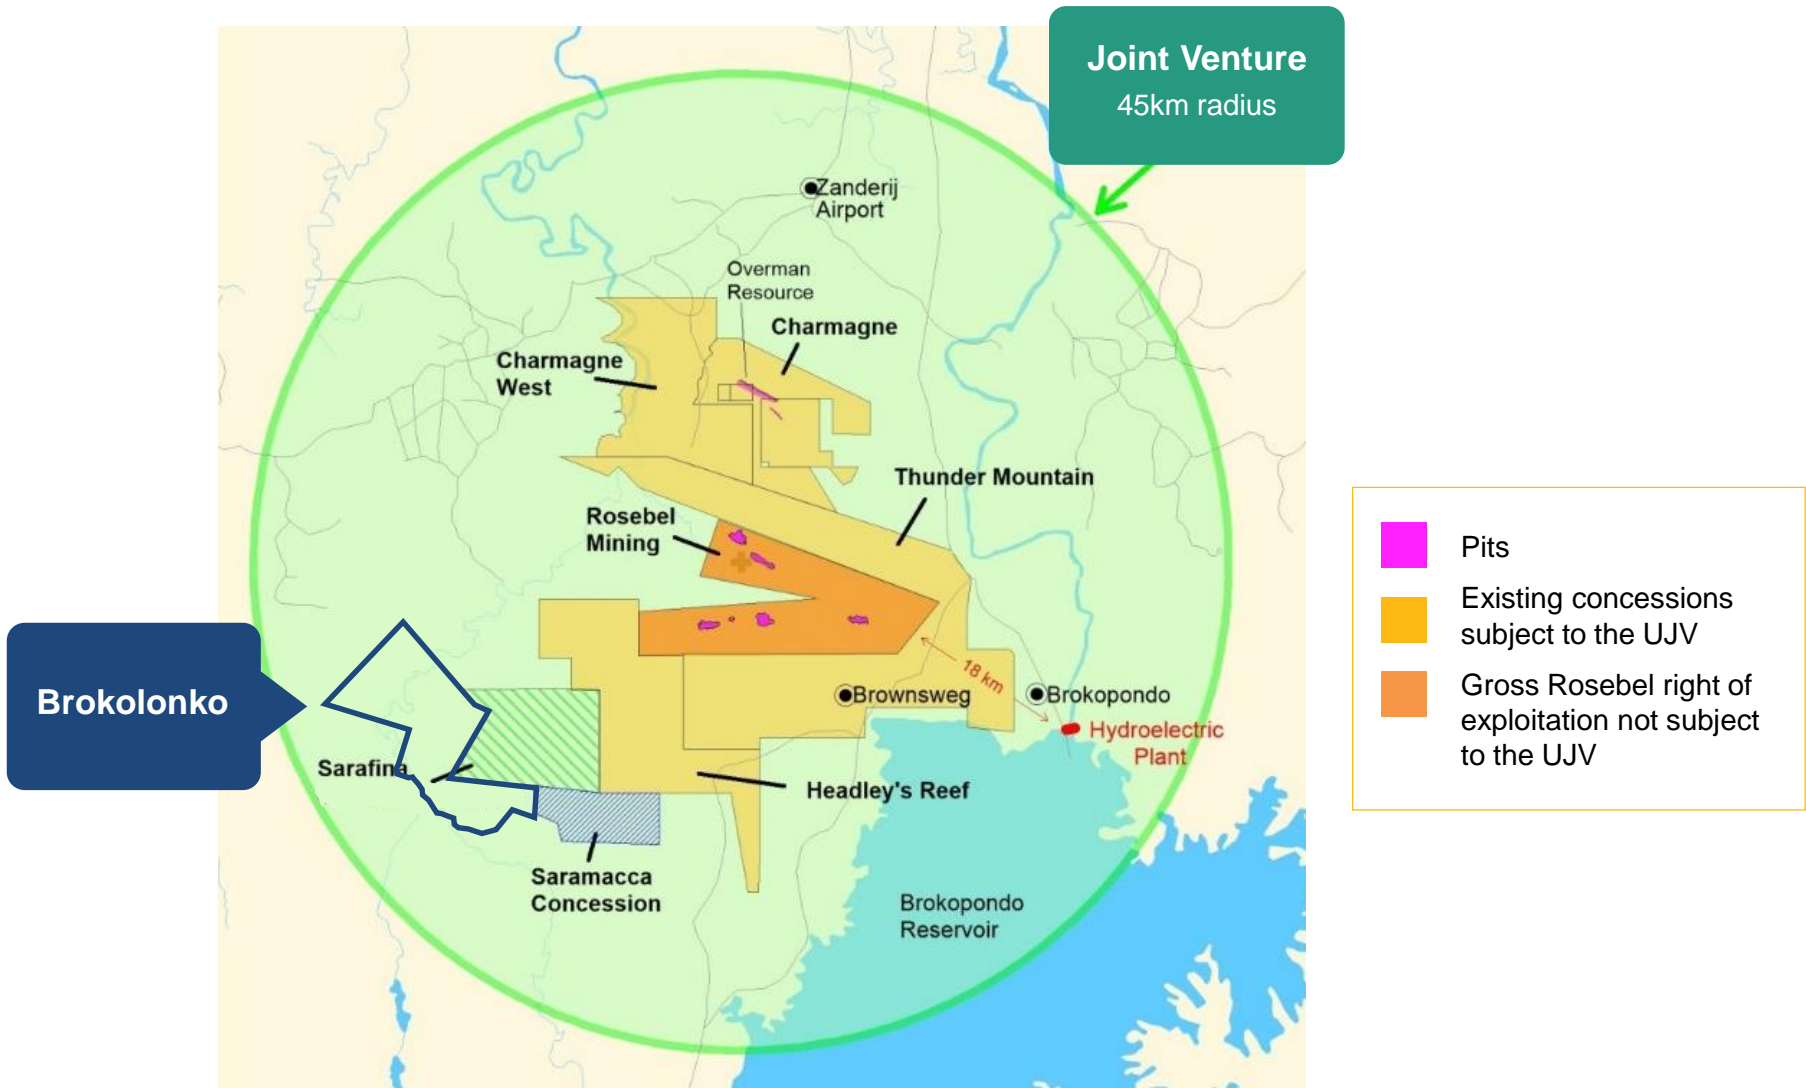 Joint Venture
45km radius
Zanderij
Airport
Overman
Resource
Charmagne
Charmagne
West
Thunder Mountain
Rosebel
Mining
Pits
Existing concessions
subject to the UJV
Gross Rosebel right of
exploitation not subject
to the UJV
18 km
Brokolonko
Brownsweg
Brokopondo
Hydroelectric
Plant
Sarafina
Headley's Reef
Saramacca
Concession
Brokopondo
Reservoir